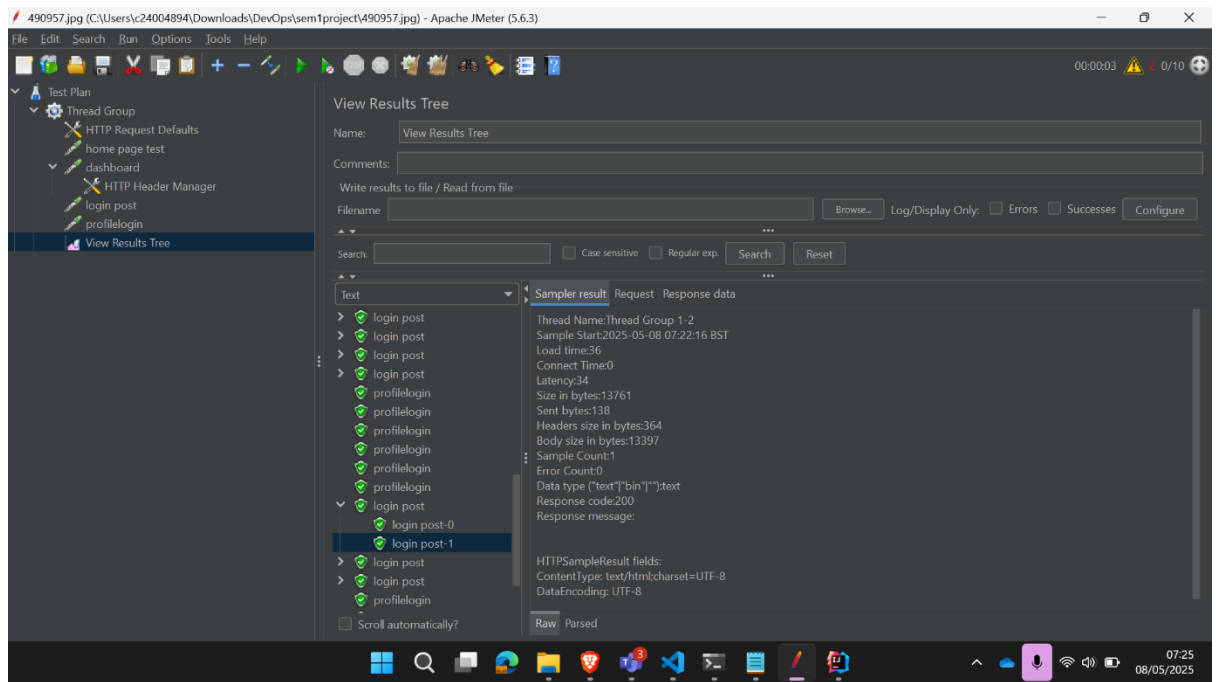 490957.jpg (C:\Users\c24004894\Downloads\DevOps\sem1project\490957.jpg) - Apache JMeter (5.6.3)
File Edit Search Run Options Tools Help
00:00:03 2 0/10
Test Plan
Thread Group
HTTP Request Defaults
home page test
dashboard
HTTP Header Manager
login post
profilelogin
View Results Tree
View Results Tree
Name: View Results Tree
Comments:
Write results to file / Read from file
Filename Browse... Log/Display Only: Errors Successes Configure
Search: Case sensitive Regular exp. Search Reset
Text
login post
login post
login post
login post
profilelogin
profilelogin
profilelogin
profilelogin
profilelogin
profilelogin
login post
login post-0
login post-1
login post
login post
profilelogin
Scroll automatically?
Sampler result Request Response data
Thread Name:Thread Group 1-2
Sample Start:2025-05-08 07:22:16 BST
Load time:36
Connect Time:0
Latency:34
Size in bytes:13761
Sent bytes:138
Headers size in bytes:364
Body size in bytes:13397
Sample Count:1
Error Count:0
Data type ("text"|"bin"|""):text
Response code:200
Response message:
HTTPSampleResult fields:
ContentType: text/html;charset=UTF-8
DataEncoding: UTF-8
Raw Parsed
3
07:25
08/05/2025